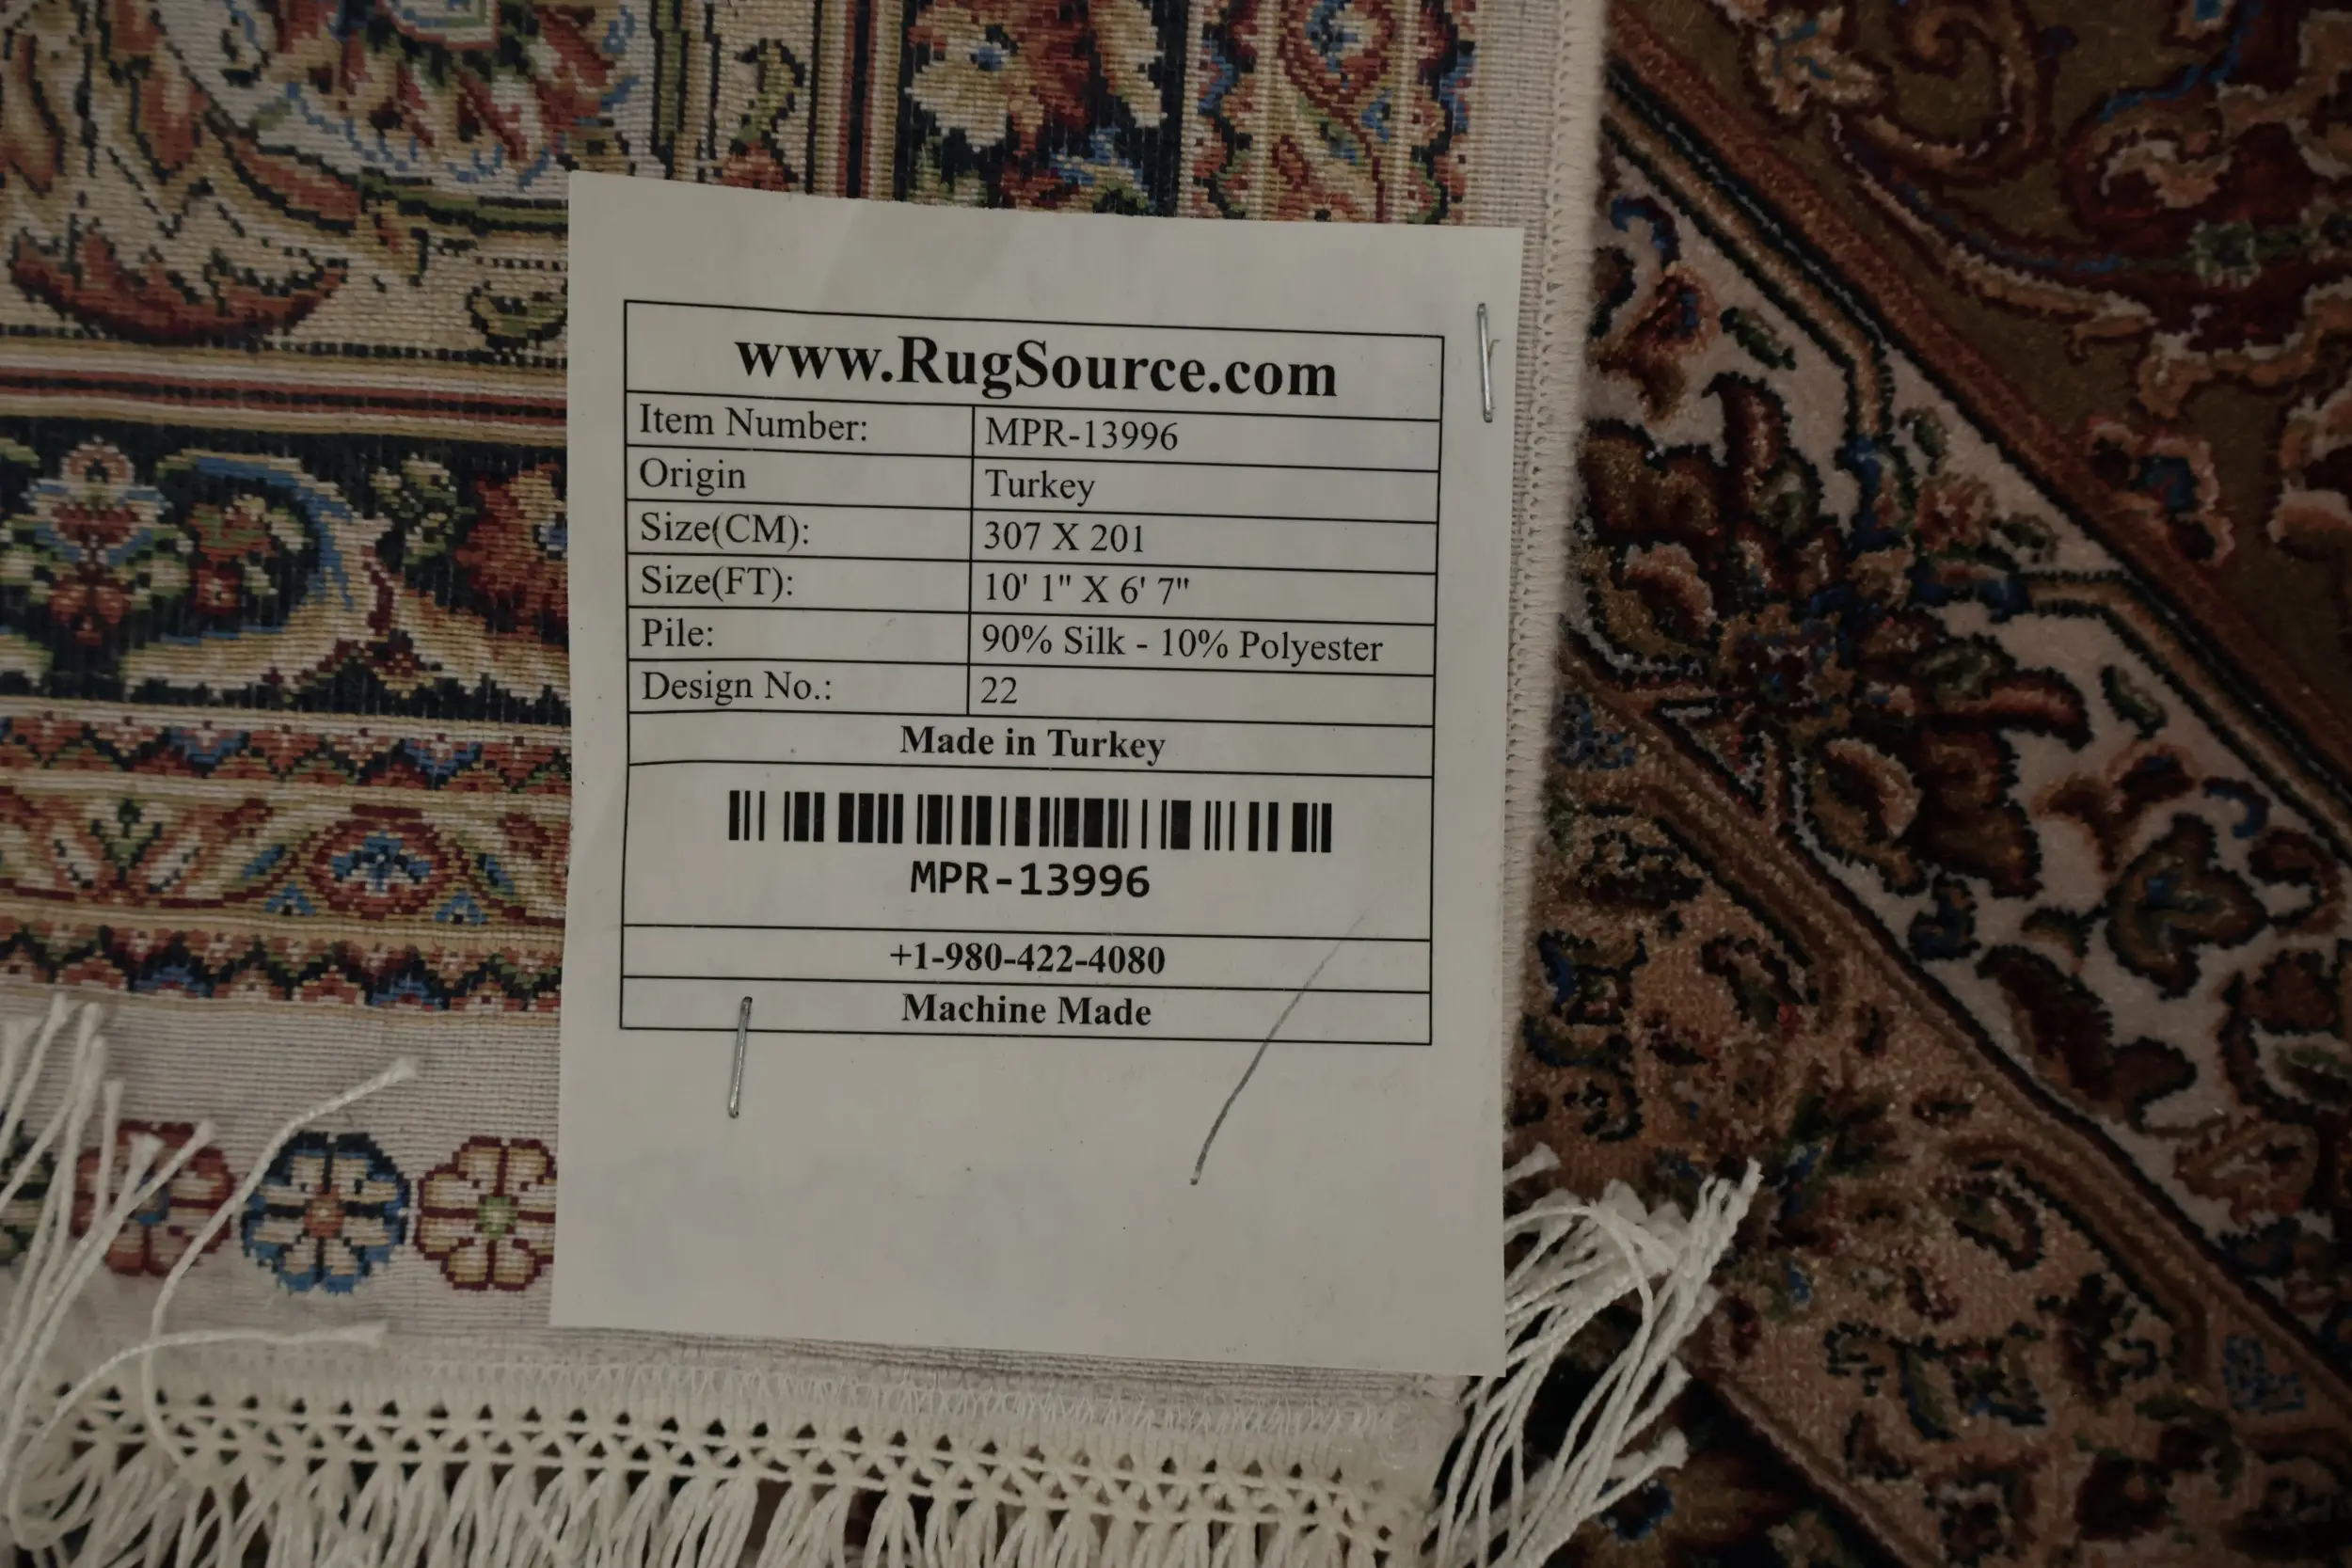 www.RugSource.com
Item Number: MPR-13996
Origin Turkey
Size(CM): 307 X 201
Size(FT): 10' 1" X 6' 7"
Pile: 90% Silk - 10% Polyester
Design No.: 22
Made in Turkey
MPR-13996
+1-980-422-4080
Machine Made